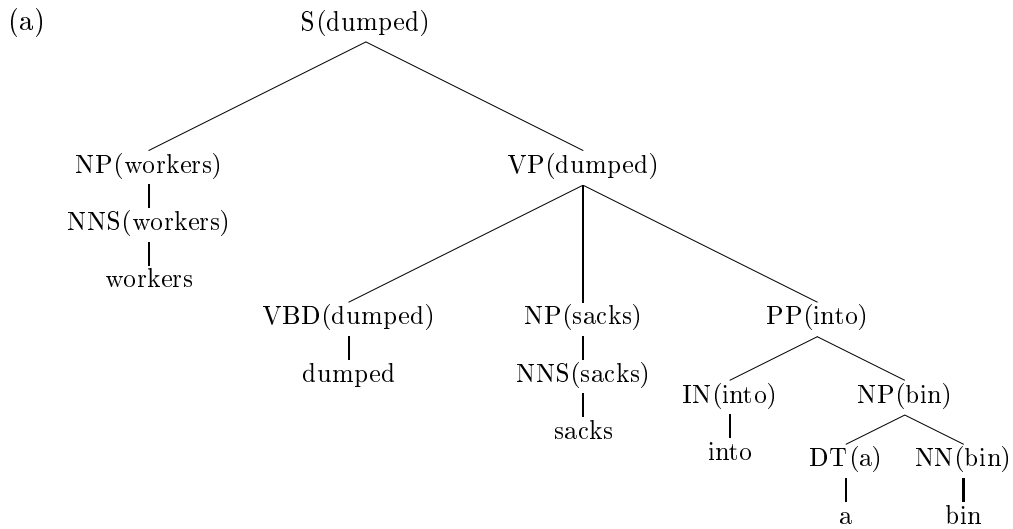 (a) S(dumped)
NP(workers) VP(dumped)
NNS(workers)
workers
VBD(dumped) NP(sacks) PP(into)
dumped NNS(sacks)
IN(into) NP(bin)
sacks
into
DT(a) NN(bin)
a bin